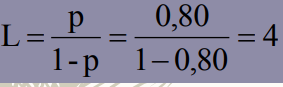 L = p / 1 - p = 0,80 / 1 – 0,80 = 4